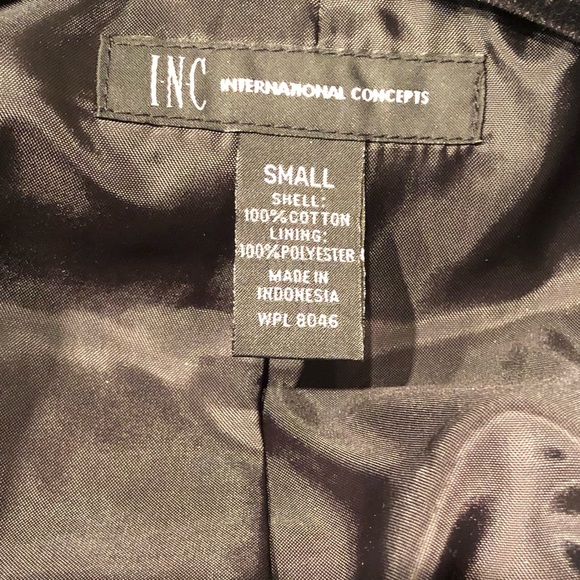 I·N·C INTERNATIONAL CONCEPTS
SMALL
SHELL:
100%COTTON
LINING:
100%POLYESTER
MADE IN
INDONESIA
WPL 8046